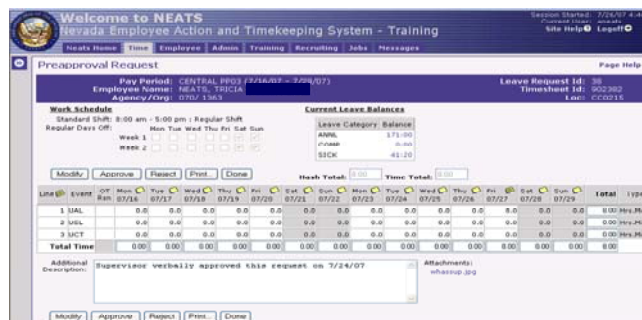 Welcome to NEATS
Nevada Employee Action and Timekeeping System - Training
Session Started: 7/26/07
Site Help Logoff
Neats Home Time Employee Admin Training Recruiting Jobs Messages
Preapproval Request
Page Help
Pay Period: CENTRAL PP03 (7/16/07 - 7/29/07)
Employee Name: NEATS, TRICIA
Agency/Org: 070/ 1363
Leave Request Id: 38
Timesheet Id: 902382
Loc: CC0215
Work Schedule
Standard Shift: 8:00 am - 5:00 pm : Regular Shift
Regular Days Off: Mon Tue Wed Thu Fri Sat Sun
Week 1
Week 2
Current Leave Balances
Leave Category Balance
ANNL 171:00
COMP 0:00
SICK 41:20
Modify Approve Reject Print... Done
Hash Total: 0.00 Time Total: 0.00
Line Event OT Rsn Mon 07/16 Tue 07/17 Wed 07/18 Thu 07/19 Fri 07/20 Sat 07/21 Sun 07/22 Mon 07/23 Tue 07/24 Wed 07/25 Thu 07/26 Fri 07/27 Sat 07/28 Sun 07/29 Total Type
1 UAL 0.0 0.0 0.0 0.0 0.0 0.0 0.0 0.0 0.0 0.0 0.0 0.0 0.0 0.0 0.00 Hrs.Mi
2 USL 0.0 0.0 0.0 0.0 0.0 0.0 0.0 0.0 0.0 0.0 0.0 0.0 0.0 0.0 0.00 Hrs.Mi
3 UCT 0.0 0.0 0.0 0.0 0.0 0.0 0.0 0.0 0.0 0.0 0.0 0.0 0.0 0.0 0.00 Hrs.Mi
Total Time 0.00 0.00 0.00 0.00 0.00 0.00 0.00 0.00 0.00 0.00 0.00 0.00 0.00 0.00 0.00
Additional Description: Supervisor verbally approved this request on 7/24/07
Attachments:
whassup.jpg
Modify Approve Reject Print... Done